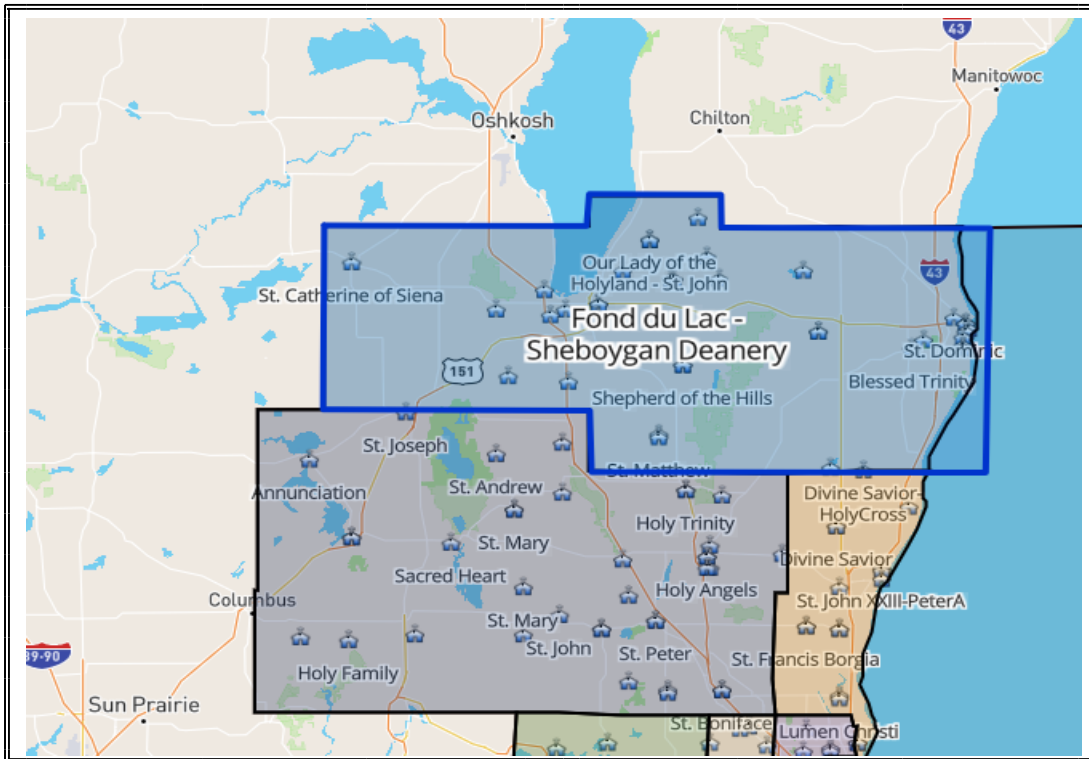 43
Manitowoc
Oshkosh
Chilton
Our Lady of the
Holyland - St. John
43
St. Catherine of Siena
Fond du Lac -
Sheboygan Deanery
St. Dominic
151
Blessed Trinity
Shepherd of the Hills
St. Joseph
St. Matthew
Annunciation
St. Andrew
Divine Savior-
HolyCross
Holy Trinity
St. Mary
Divine Savior
Sacred Heart
Holy Angels
Columbus
St. John XXIII-PeterA
St. Mary
St. John
St. Peter
St. Francis Borgia
39-90
Holy Family
Sun Prairie
St. Boniface
Lumen Christi